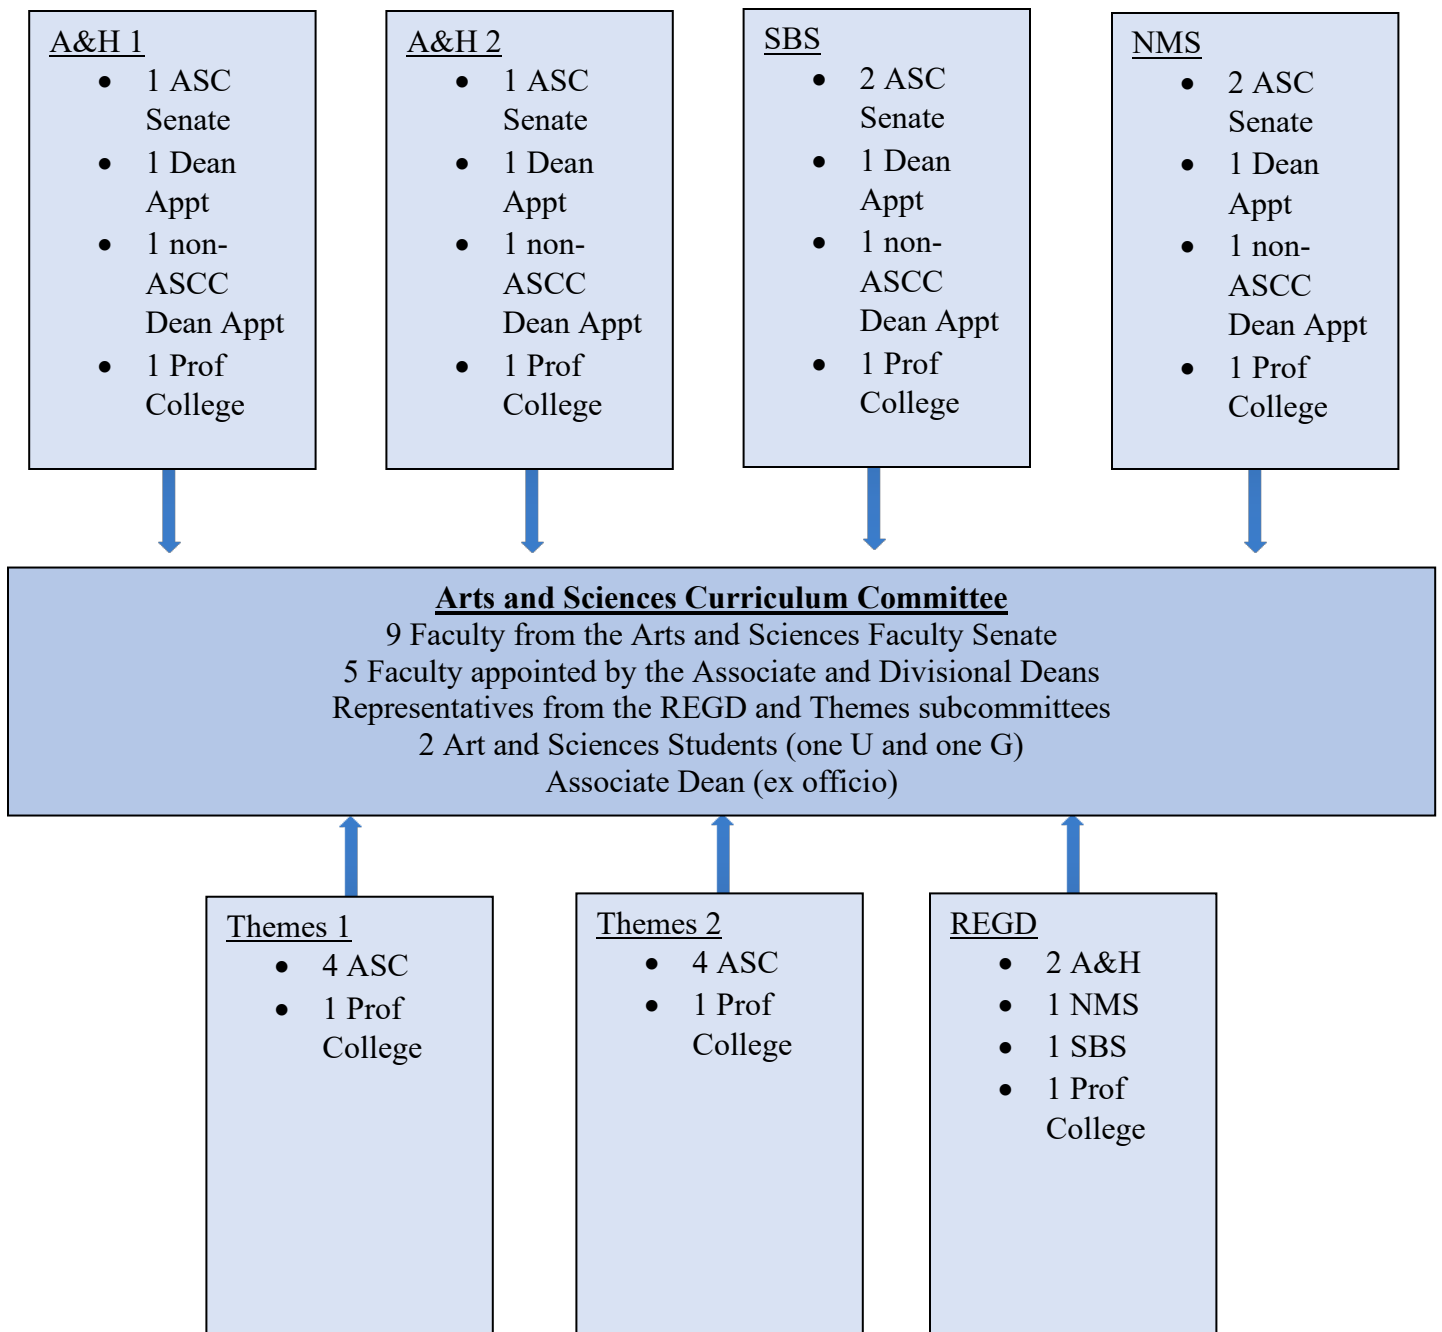 A&H 1
• 1 ASC
Senate
• 1 Dean
Appt
• 1 non-
ASCC
Dean Appt
• 1 Prof
College
A&H 2
• 1 ASC
Senate
• 1 Dean
Appt
• 1 non-
ASCC
Dean Appt
• 1 Prof
College
SBS
• 2 ASC
Senate
• 1 Dean
Appt
• 1 non-
ASCC
Dean Appt
• 1 Prof
College
NMS
• 2 ASC
Senate
• 1 Dean
Appt
• 1 non-
ASCC
Dean Appt
• 1 Prof
College
Arts and Sciences Curriculum Committee
9 Faculty from the Arts and Sciences Faculty Senate
5 Faculty appointed by the Associate and Divisional Deans
Representatives from the REGD and Themes subcommittees
2 Art and Sciences Students (one U and one G)
Associate Dean (ex officio)
Themes 1
• 4 ASC
• 1 Prof
College
Themes 2
• 4 ASC
• 1 Prof
College
REGD
• 2 A&H
• 1 NMS
• 1 SBS
• 1 Prof
College